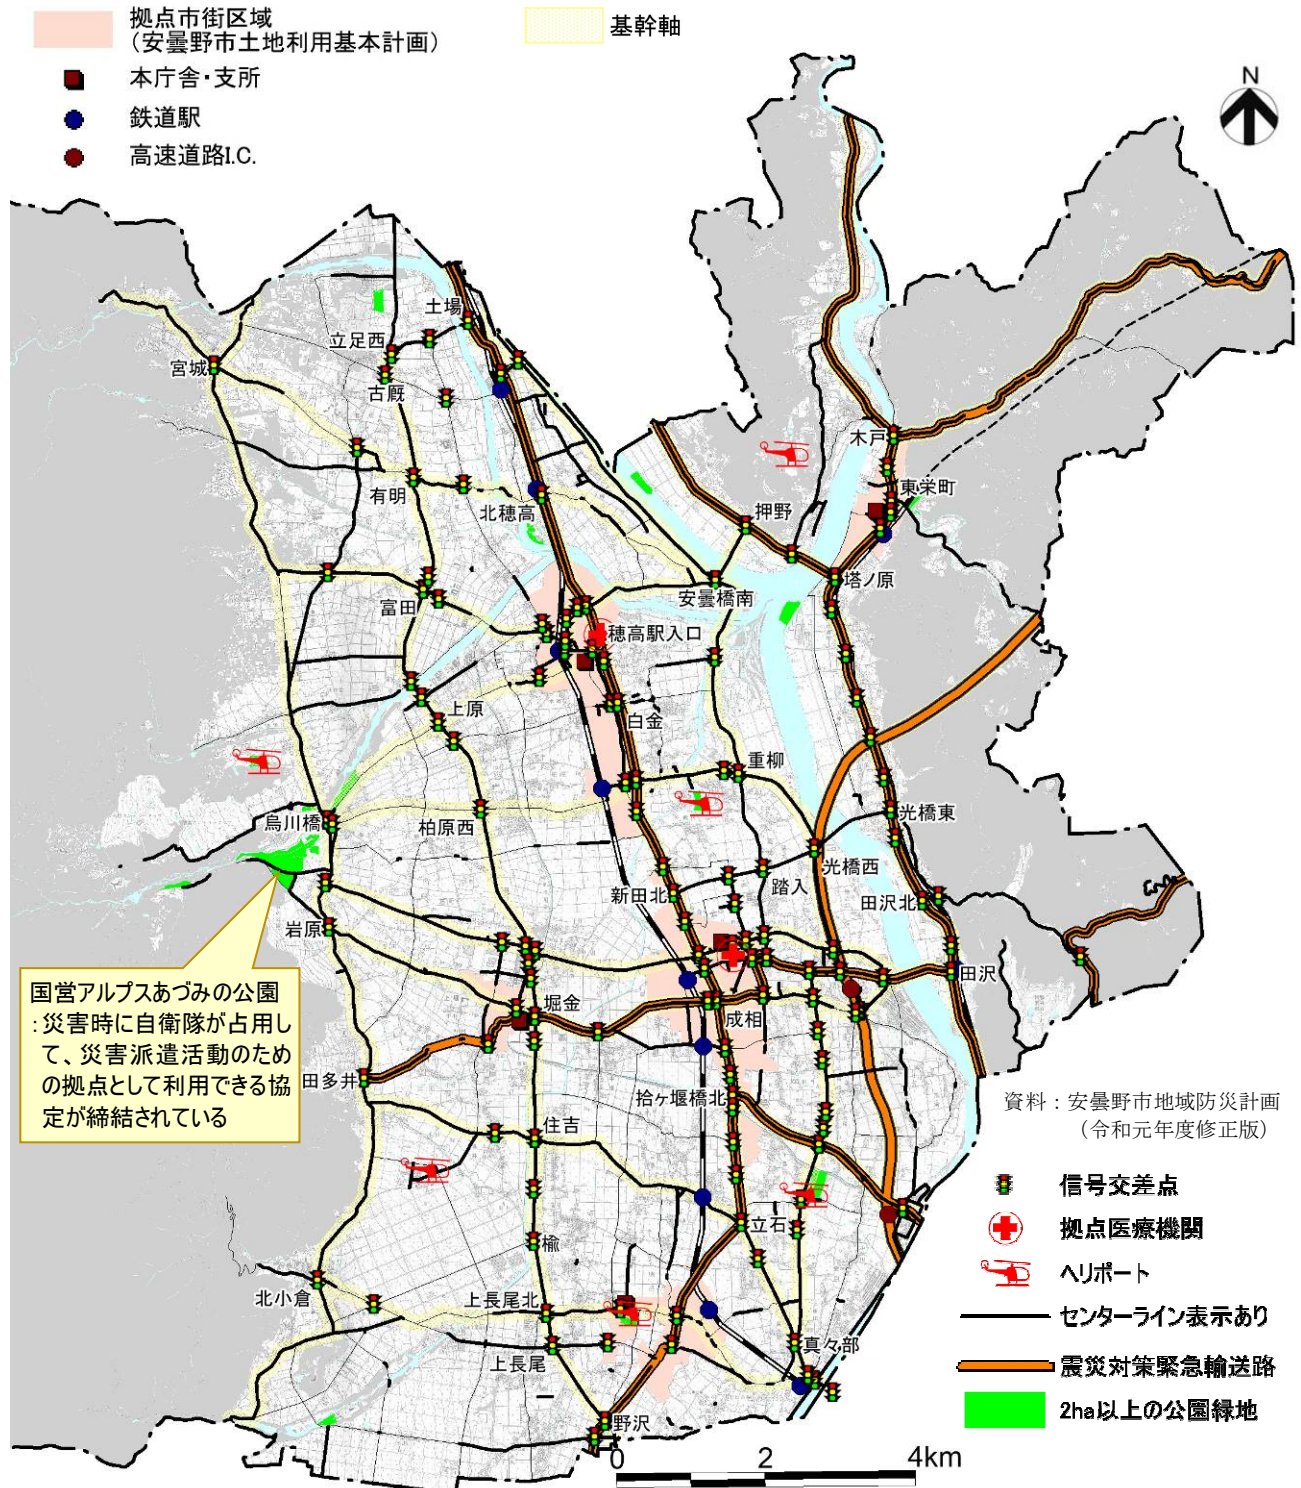 拠点市街区域
（安曇野市土地利用基本計画）
基幹軸
本庁舎・支所
鉄道駅
高速道路I.C.
N
土場
立足西
宮城
古厩
木戸
東栄町
有明
北穂高
押野
塔ノ原
安曇橋南
富田
穂高駅入口
上原
白金
重柳
烏川橋
柏原西
光橋東
光橋西
踏入
新田北
田沢北
岩原
田沢
国営アルプスあづみの公園
：災害時に自衛隊が占用し
て、災害派遣活動のため
の拠点として利用できる協
定が締結されている
堀金
成相
田多井
拾ヶ堰橋北
住吉
資料：安曇野市地域防災計画
（令和元年度修正版）
信号交差点
拠点医療機関
ヘリポート
センターライン表示あり
震災対策緊急輸送路
2ha以上の公園緑地
立石
楡
北小倉
上長尾北
上長尾
真々部
野沢
0 2 4km